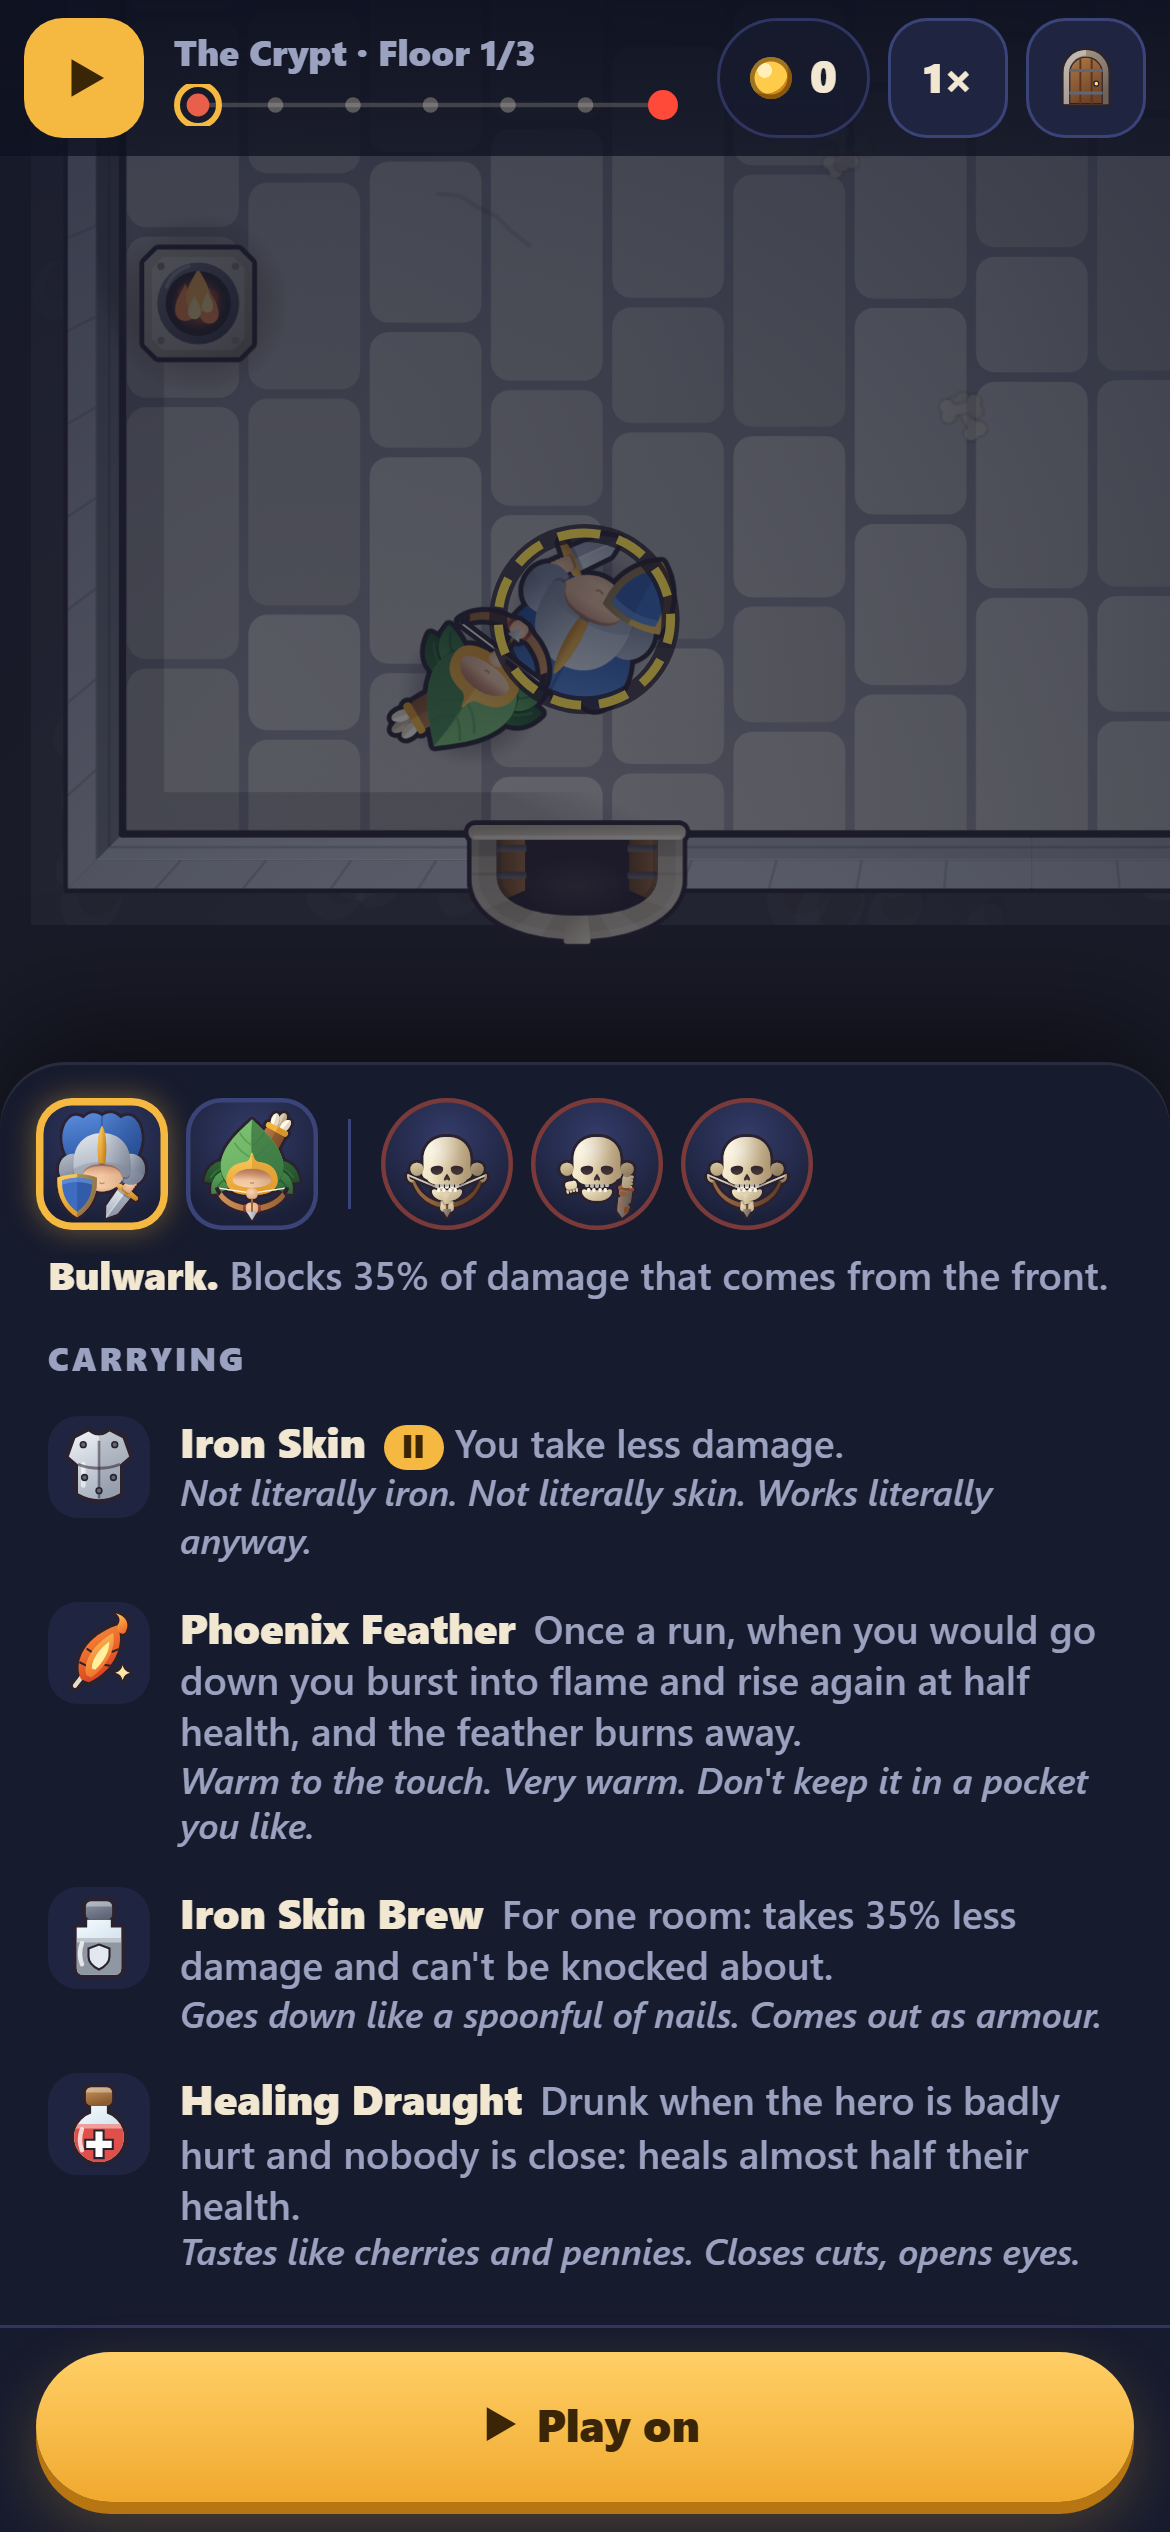 The Crypt · Floor 1/3
0
1×
Bulwark. Blocks 35% of damage that comes from the front.
CARRYING
Iron Skin II You take less damage.
Not literally iron. Not literally skin. Works literally
anyway.
Phoenix Feather Once a run, when you would go
down you burst into flame and rise again at half
health, and the feather burns away.
Warm to the touch. Very warm. Don't keep it in a pocket
you like.
Iron Skin Brew For one room: takes 35% less
damage and can't be knocked about.
Goes down like a spoonful of nails. Comes out as armour.
Healing Draught Drunk when the hero is badly
hurt and nobody is close: heals almost half their
health.
Tastes like cherries and pennies. Closes cuts, opens eyes.
Play on